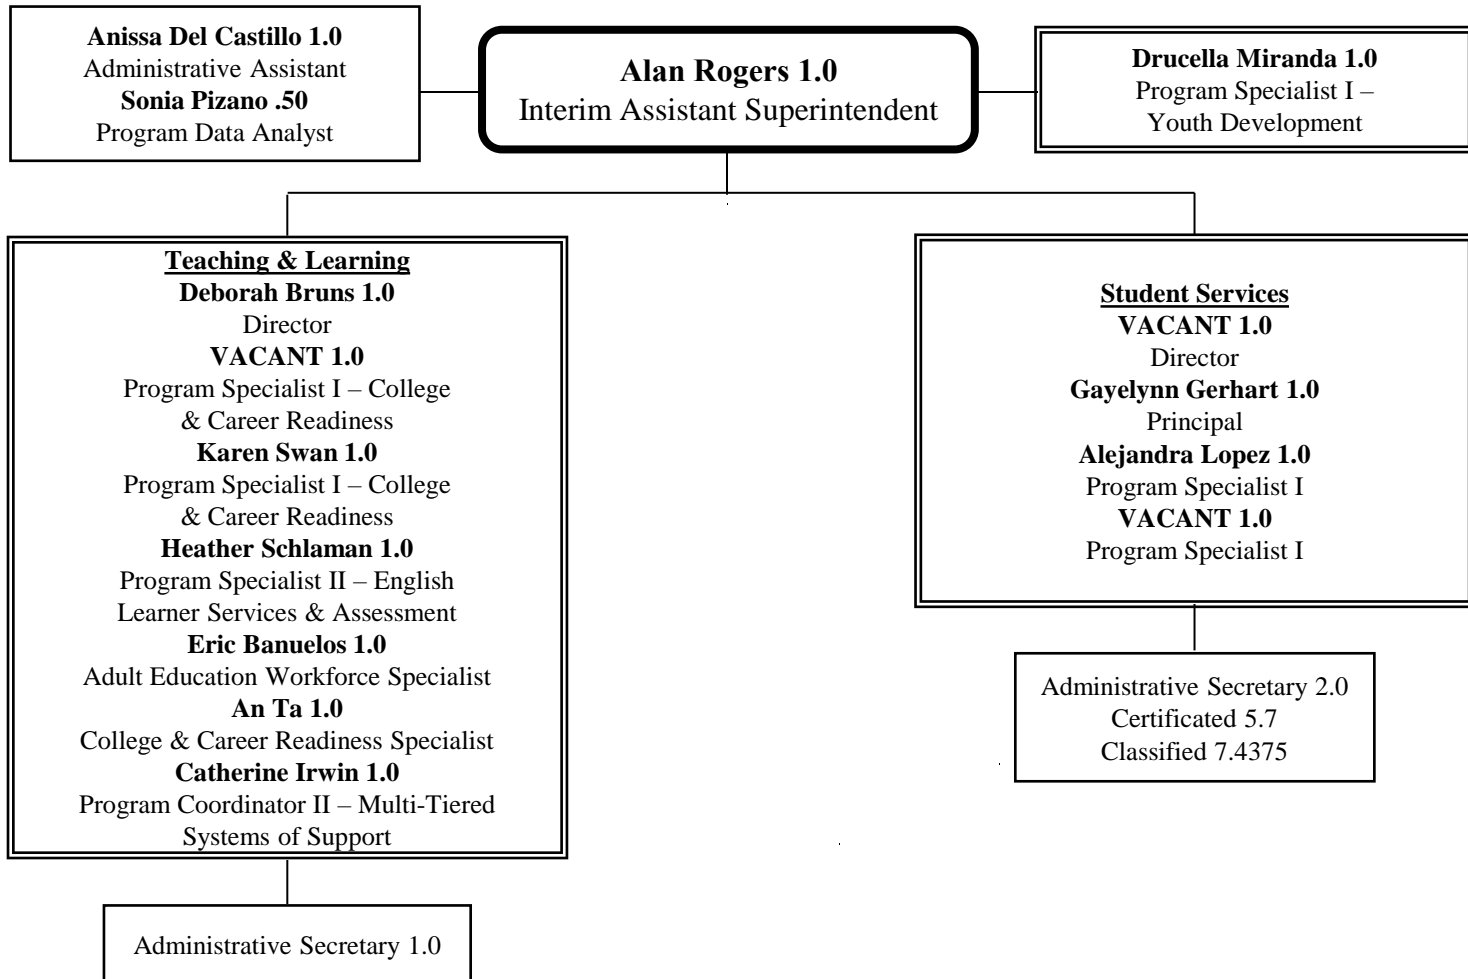 Anissa Del Castillo 1.0
Administrative Assistant
Sonia Pizano .50
Program Data Analyst
Alan Rogers 1.0
Interim Assistant Superintendent
Drucella Miranda 1.0
Program Specialist I –
Youth Development
Teaching & Learning
Deborah Bruns 1.0
Director
VACANT 1.0
Program Specialist I – College
& Career Readiness
Karen Swan 1.0
Program Specialist I – College
& Career Readiness
Heather Schlaman 1.0
Program Specialist II – English
Learner Services & Assessment
Eric Banuelos 1.0
Adult Education Workforce Specialist
An Ta 1.0
College & Career Readiness Specialist
Catherine Irwin 1.0
Program Coordinator II – Multi-Tiered
Systems of Support
Administrative Secretary 1.0
Student Services
VACANT 1.0
Director
Gayelynn Gerhart 1.0
Principal
Alejandra Lopez 1.0
Program Specialist I
VACANT 1.0
Program Specialist I
Administrative Secretary 2.0
Certificated 5.7
Classified 7.4375